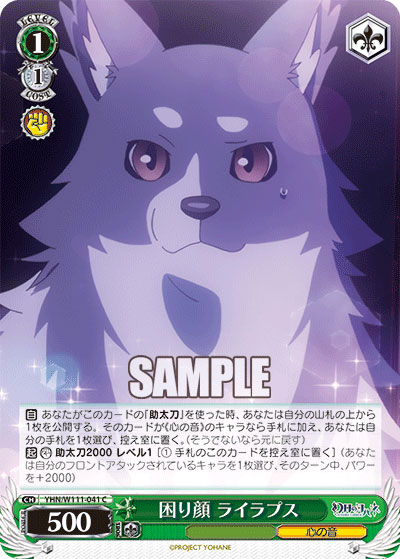 LEVEL
1
1
COST
SAMPLE
自 あなたがこのカードの「助太刀」を使った時、あなたは自分の山札の上から
1枚を公開する。そのカードが《心の音》のキャラなら手札に加え、あなたは自
分の手札を1枚選び、控え室に置く。(そうでないなら元に戻す)
起 助太刀2000 レベル1 [① 手札のこのカードを控え室に置く] (あなた
は自分のフロントアタックされているキャラを1枚選び、そのターン中、パワー
を+2000)
CH YHN/W111-041 C
500
困り顔 ライラプス
心の音
©PROJECT YOHANE